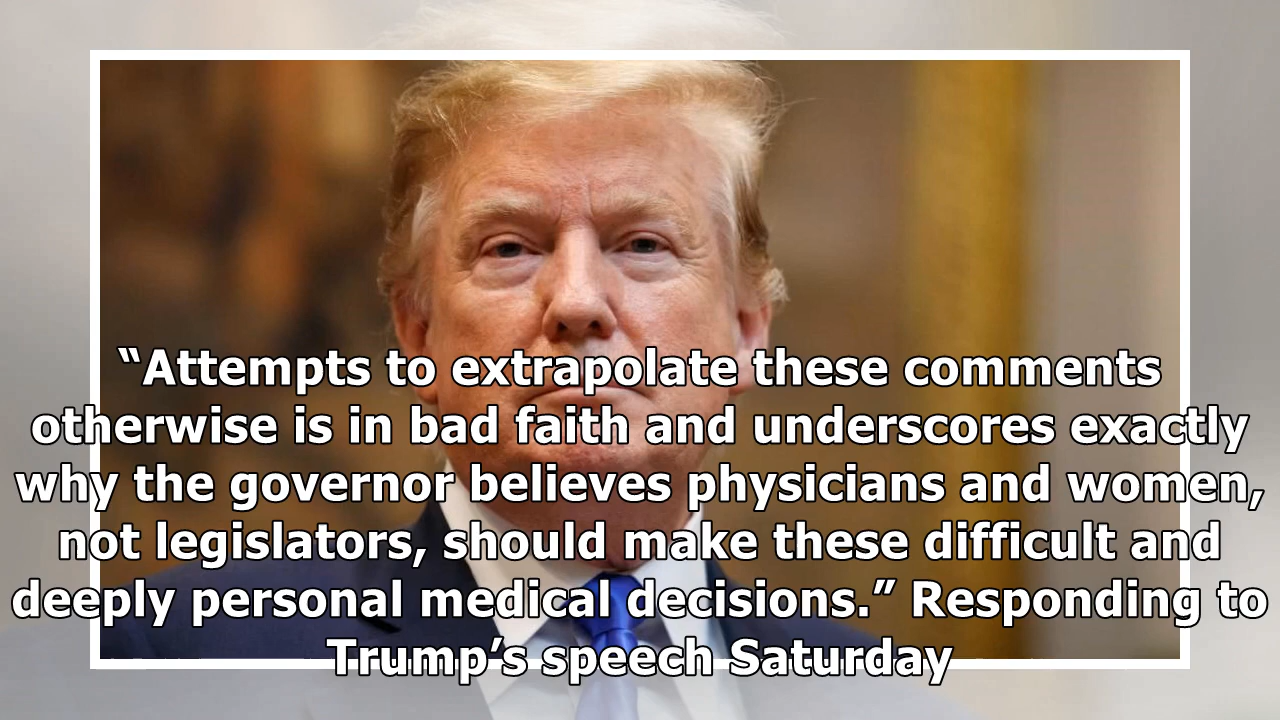 “Attempts to extrapolate these comments
otherwise is in bad faith and underscores exactly
why the governor believes physicians and women,
not legislators, should make these difficult and
deeply personal medical decisions.” Responding to
Trump’s speech Saturday